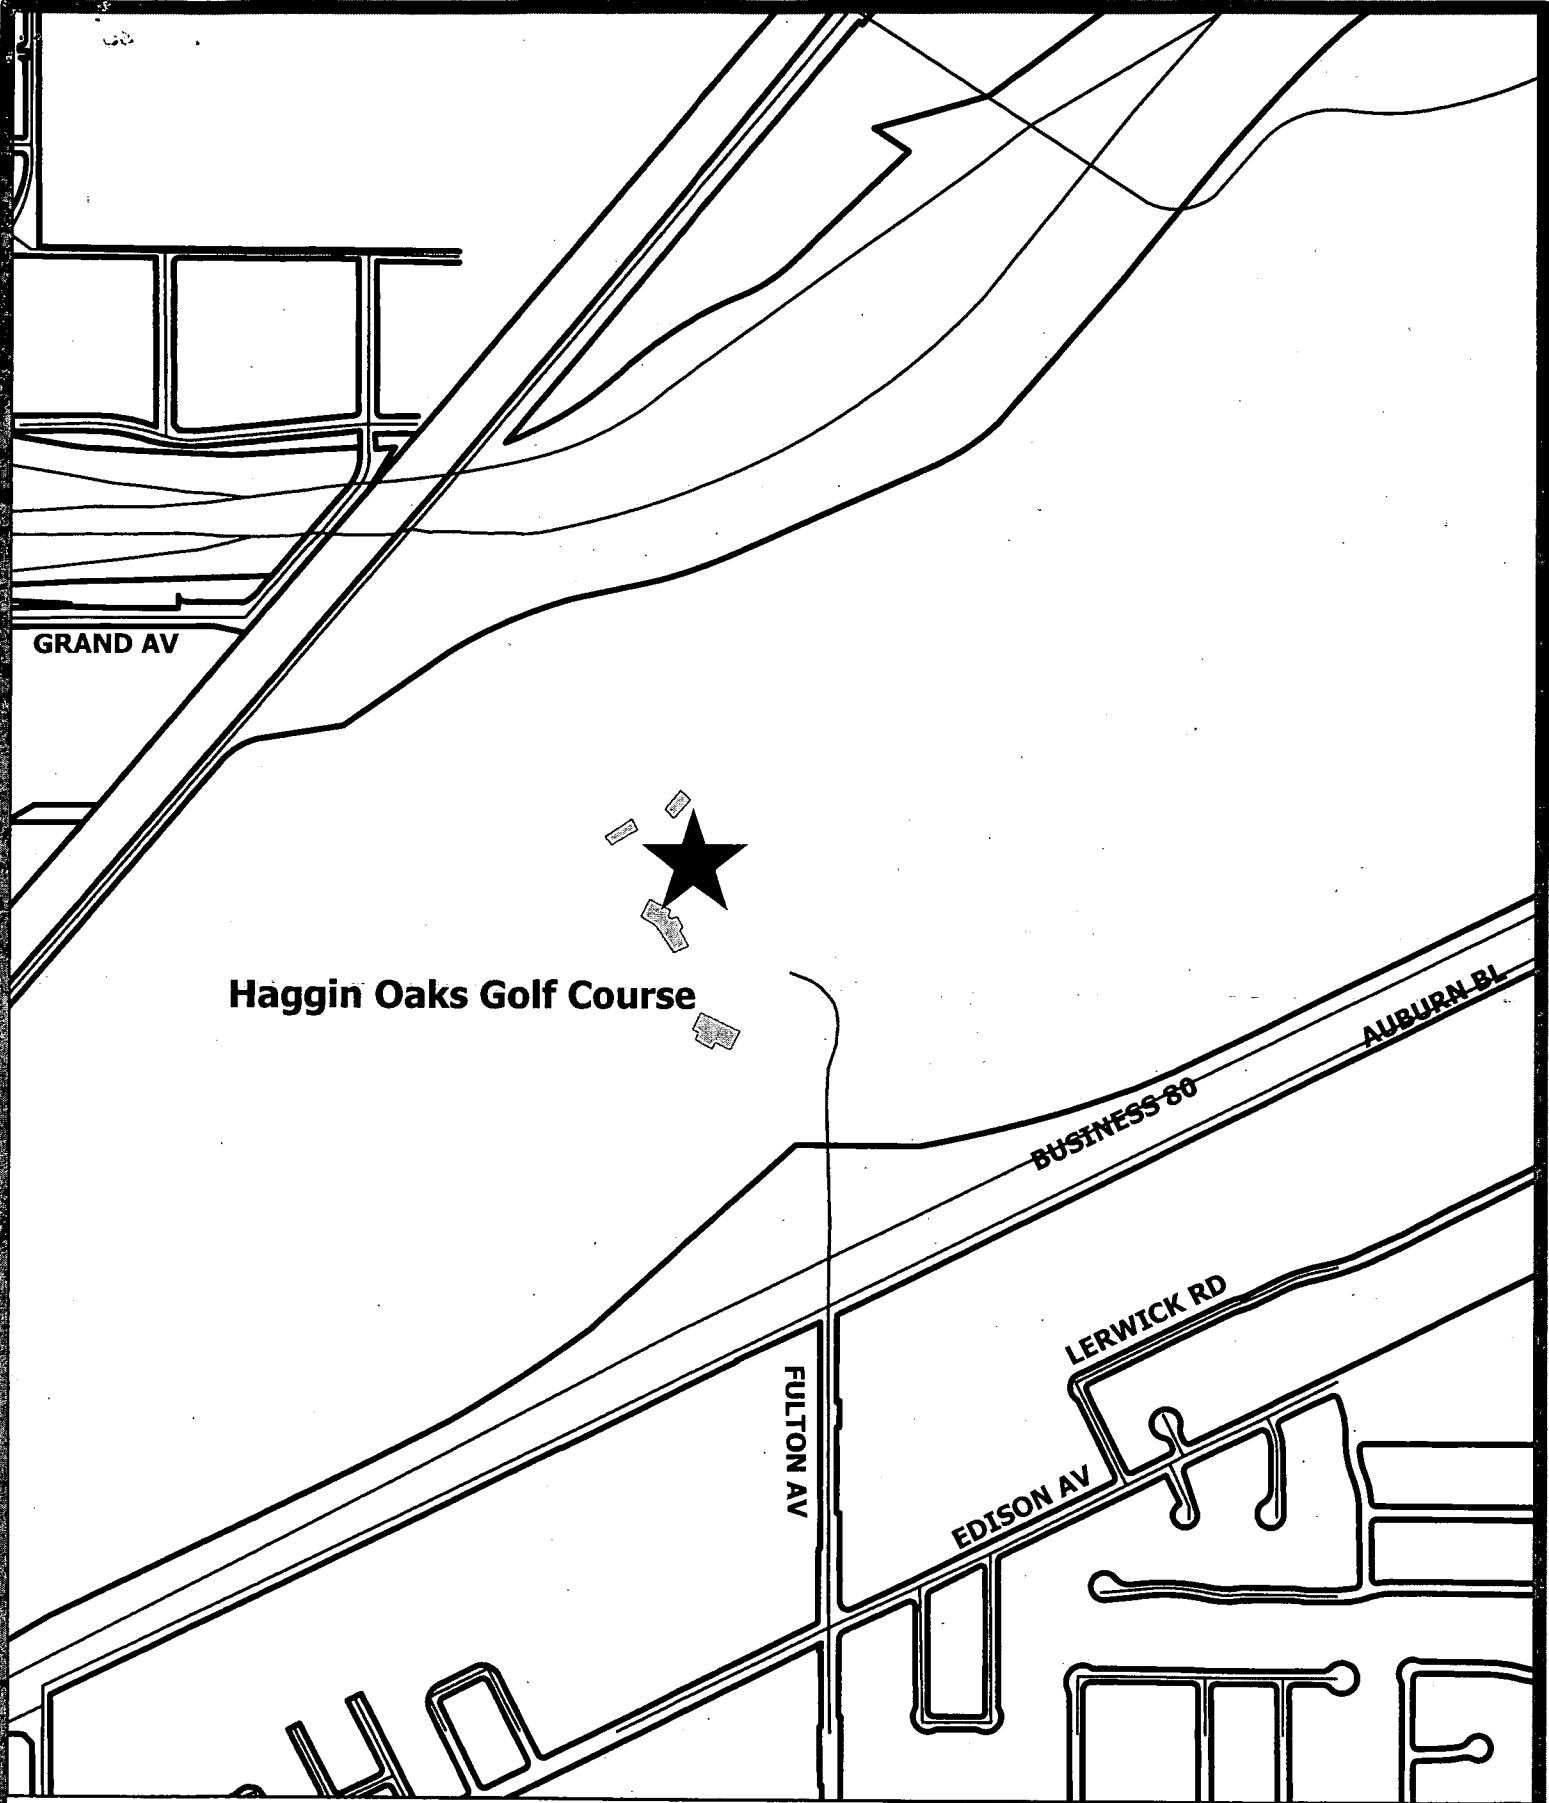 GRAND AV
Haggin Oaks Golf Course
AUBURN BL
BUSINESS 80
LERWICK RD
FULTON AV
EDISON AV